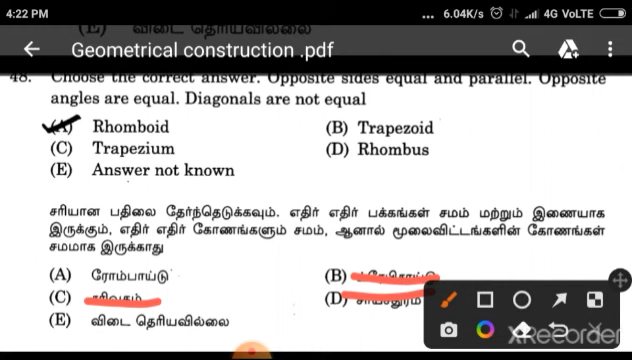 4:22 PM ... 6.04K/s 4G VoLTE
(E) விடை தெரியவில்லை
Geometrical construction .pdf
48. Choose the correct answer. Opposite sides equal and parallel. Opposite
angles are equal. Diagonals are not equal
(A) Rhomboid (B) Trapezoid
(C) Trapezium (D) Rhombus
(E) Answer not known
சரியான பதிலை தேர்ந்தெடுக்கவும். எதிர் எதிர் பக்கங்கள் சமம் மற்றும் இணையாக
இருக்கும், எதிர் எதிர் கோணங்களும் சமம், ஆனால் மூலைவிட்டங்களின் கோணங்கள்
சமமாக இருக்காது
(A) ரோம்பாய்டு (B)
(C) (D)
(E) விடை தெரியவில்லை
XRecorder